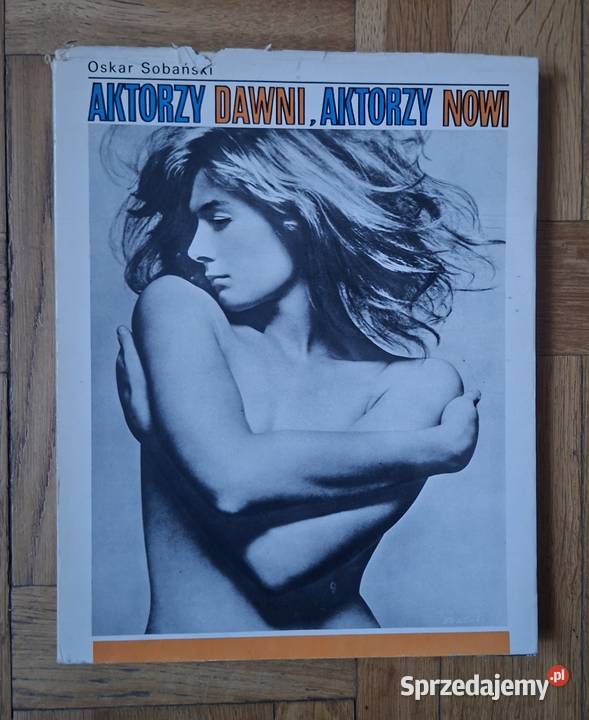 Oskar Sobański
AKTORZY DAWNI, AKTORZY NOWI
Sprzedajemy.pl